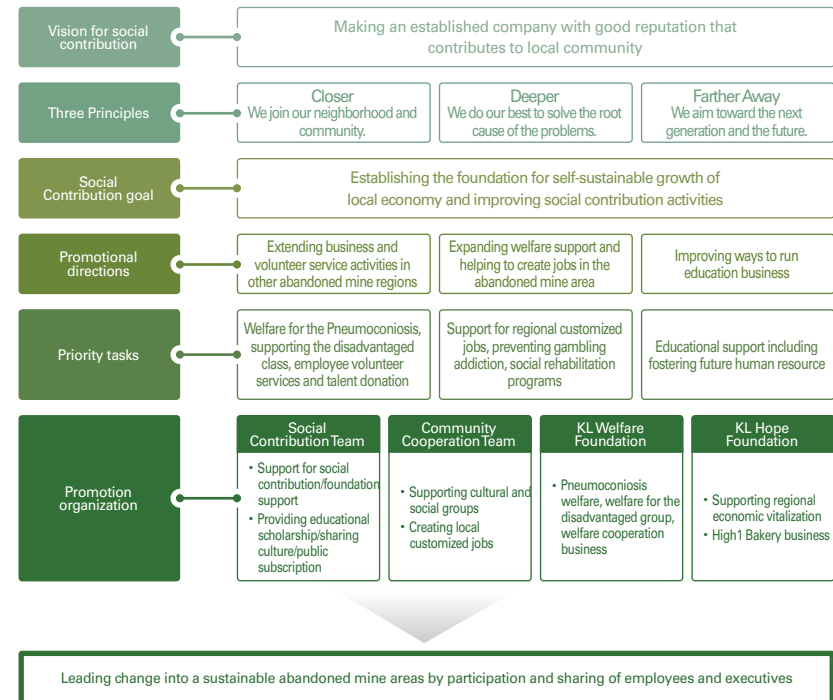 Vision for social
contribution
Making an established company with good reputation that
contributes to local community
Three Principles
Closer
We join our neighborhood and
community.
Deeper
We do our best to solve the root
cause of the problems.
Farther Away
We aim toward the next
generation and the future.
Social
Contribution goal
Establishing the foundation for self-sustainable growth of
local economy and improving social contribution activities
Promotional
directions
Extending business and
volunteer service activities in
other abandoned mine regions
Expanding welfare support and
helping to create jobs in the
abandoned mine area
Improving ways to run
education business
Priority tasks
Welfare for the Pneumoconiosis,
supporting the disadvantaged
class, employee volunteer
services and talent donation
Support for regional customized
jobs, preventing gambling
addiction, social rehabilitation
programs
Educational support including
fostering future human resource
Promotion
organization
Social
Contribution Team
• Support for social
contribution/foundation
support
• Providing educational
scholarship/sharing
culture/public
subscription
Community
Cooperation Team
• Supporting cultural and
social groups
• Creating local
customized jobs
KL Welfare
Foundation
• Pneumoconiosis
welfare, welfare for the
disadvantaged group,
welfare cooperation
business
KL Hope
Foundation
• Supporting regional
economic vitalization
• High1 Bakery business
Leading change into a sustainable abandoned mine areas by participation and sharing of employees and executives